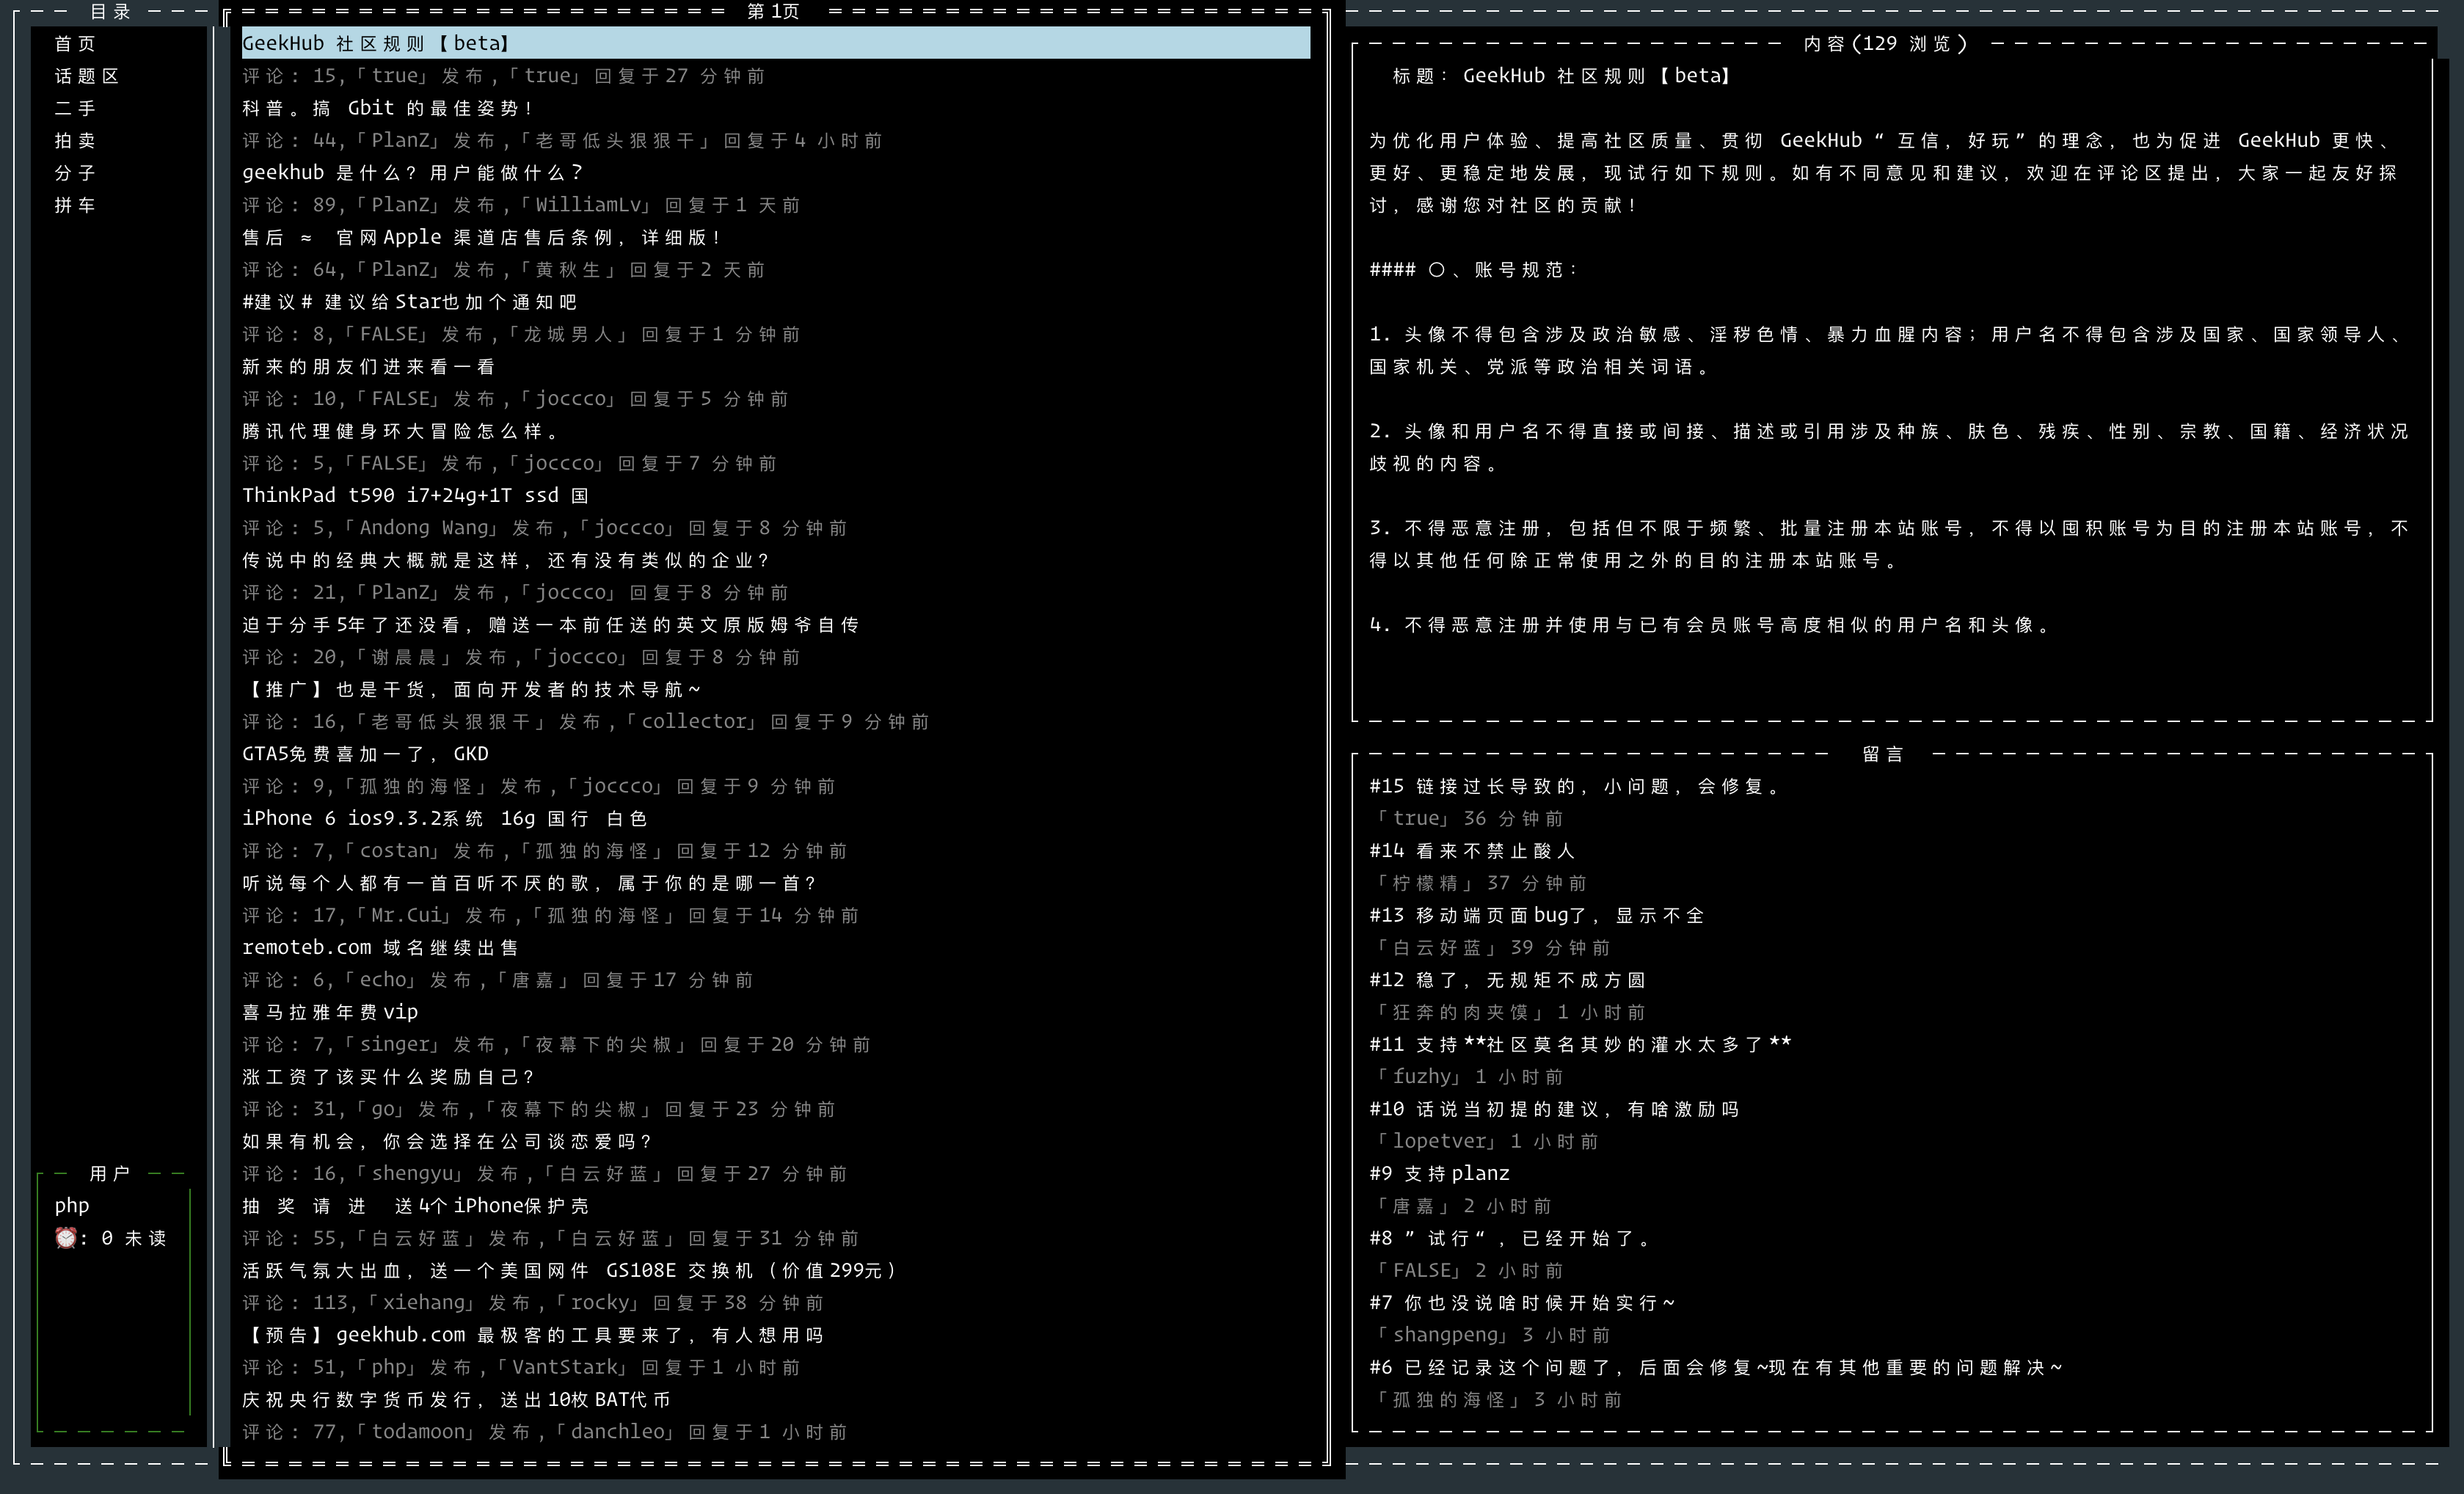 目录
首页
话题区
二手
拍卖
分子
拼车
用户
php
⏰: 0 未读
第 1页
GeekHub 社区规则【beta】
评论: 15,「true」发布,「true」回复于27 分钟前
科普。搞 Gbit 的最佳姿势!
评论: 44,「PlanZ」发布,「老哥低头狠狠干」回复于4 小时前
geekhub 是什么? 用户能做什么?
评论: 89,「PlanZ」发布,「WilliamLv」回复于1 天前
售后 ≈ 官网Apple 渠道店售后条例, 详细版!
评论: 64,「PlanZ」发布,「黄秋生」回复于2 天前
#建议# 建议给Star也加个通知吧
评论: 8,「FALSE」发布,「龙城男人」回复于1 分钟前
新来的朋友们进来看一看
评论: 10,「FALSE」发布,「joccco」回复于5 分钟前
腾讯代理健身环大冒险怎么样。
评论: 5,「FALSE」发布,「joccco」回复于7 分钟前
ThinkPad t590 i7+24g+1T ssd 国
评论: 5,「Andong Wang」发布,「joccco」回复于8 分钟前
传说中的经典大概就是这样, 还有没有类似的企业?
评论: 21,「PlanZ」发布,「joccco」回复于8 分钟前
迫于分手5年了还没看, 赠送一本前任送的英文原版姆爷自传
评论: 20,「谢晨晨」发布,「joccco」回复于8 分钟前
【推广】也是干货, 面向开发者的技术导航~
评论: 16,「老哥低头狠狠干」发布,「collector」回复于9 分钟前
GTA5免费喜加一了, GKD
评论: 9,「孤独的海怪」发布,「joccco」回复于9 分钟前
iPhone 6 ios9.3.2系统 16g 国行 白色
评论: 7,「costan」发布,「孤独的海怪」回复于12 分钟前
听说每个人都有一首百听不厌的歌, 属于你的是哪一首?
评论: 17,「Mr.Cui」发布,「孤独的海怪」回复于14 分钟前
remoteb.com 域名继续出售
评论: 6,「echo」发布,「唐嘉」回复于17 分钟前
喜马拉雅年费vip
评论: 7,「singer」发布,「夜幕下的尖椒」回复于20 分钟前
涨工资了该买什么奖励自己?
评论: 31,「go」发布,「夜幕下的尖椒」回复于23 分钟前
如果有机会, 你会选择在公司谈恋爱吗?
评论: 16,「shengyu」发布,「白云好蓝」回复于27 分钟前
抽 奖 请 进 送4个iPhone保护壳
评论: 55,「白云好蓝」发布,「白云好蓝」回复于31 分钟前
活跃气氛大出血, 送一个美国网件 GS108E 交换机(价值299元)
评论: 113,「xiehang」发布,「rocky」回复于38 分钟前
【预告】geekhub.com 最极客的工具要来了, 有人想用吗
评论: 51,「php」发布,「VantStark」回复于1 小时前
庆祝央行数字货币发行, 送出10枚BAT代币
评论: 77,「todamoon」发布,「danchleo」回复于1 小时前
内容(129 浏览)
标题: GeekHub 社区规则【beta】
为优化用户体验、提高社区质量、贯彻 GeekHub “ 互信, 好玩” 的理念, 也为促进 GeekHub 更快、
更好、更稳定地发展, 现试行如下规则。如有不同意见和建议, 欢迎在评论区提出, 大家一起友好探
讨, 感谢您对社区的贡献!
#### 〇、账号规范:
1. 头像不得包含涉及政治敏感、淫秽色情、暴力血腥内容; 用户名不得包含涉及国家、国家领导人、
国家机关、党派等政治相关词语。
2. 头像和用户名不得直接或间接、描述或引用涉及种族、肤色、残疾、性别、宗教、国籍、经济状况
歧视的内容。
3. 不得恶意注册, 包括但不限于频繁、批量注册本站账号, 不得以囤积账号为目的注册本站账号, 不
得以其他任何除正常使用之外的目的注册本站账号。
4. 不得恶意注册并使用与已有会员账号高度相似的用户名和头像。
留言
#15 链接过长导致的, 小问题, 会修复。
「true」36 分钟前
#14 看来不禁止酸人
「柠檬精」37 分钟前
#13 移动端页面bug了, 显示不全
「白云好蓝」39 分钟前
#12 稳了, 无规矩不成方圆
「狂奔的肉夹馍」1 小时前
#11 支持**社区莫名其妙的灌水太多了**
「fuzhy」1 小时前
#10 话说当初提的建议, 有啥激励吗
「lopetver」1 小时前
#9 支持planz
「唐嘉」2 小时前
#8 ” 试行“ , 已经开始了。
「FALSE」2 小时前
#7 你也没说啥时候开始实行~
「shangpeng」3 小时前
#6 已经记录这个问题了, 后面会修复~现在有其他重要的问题解决~
「孤独的海怪」3 小时前